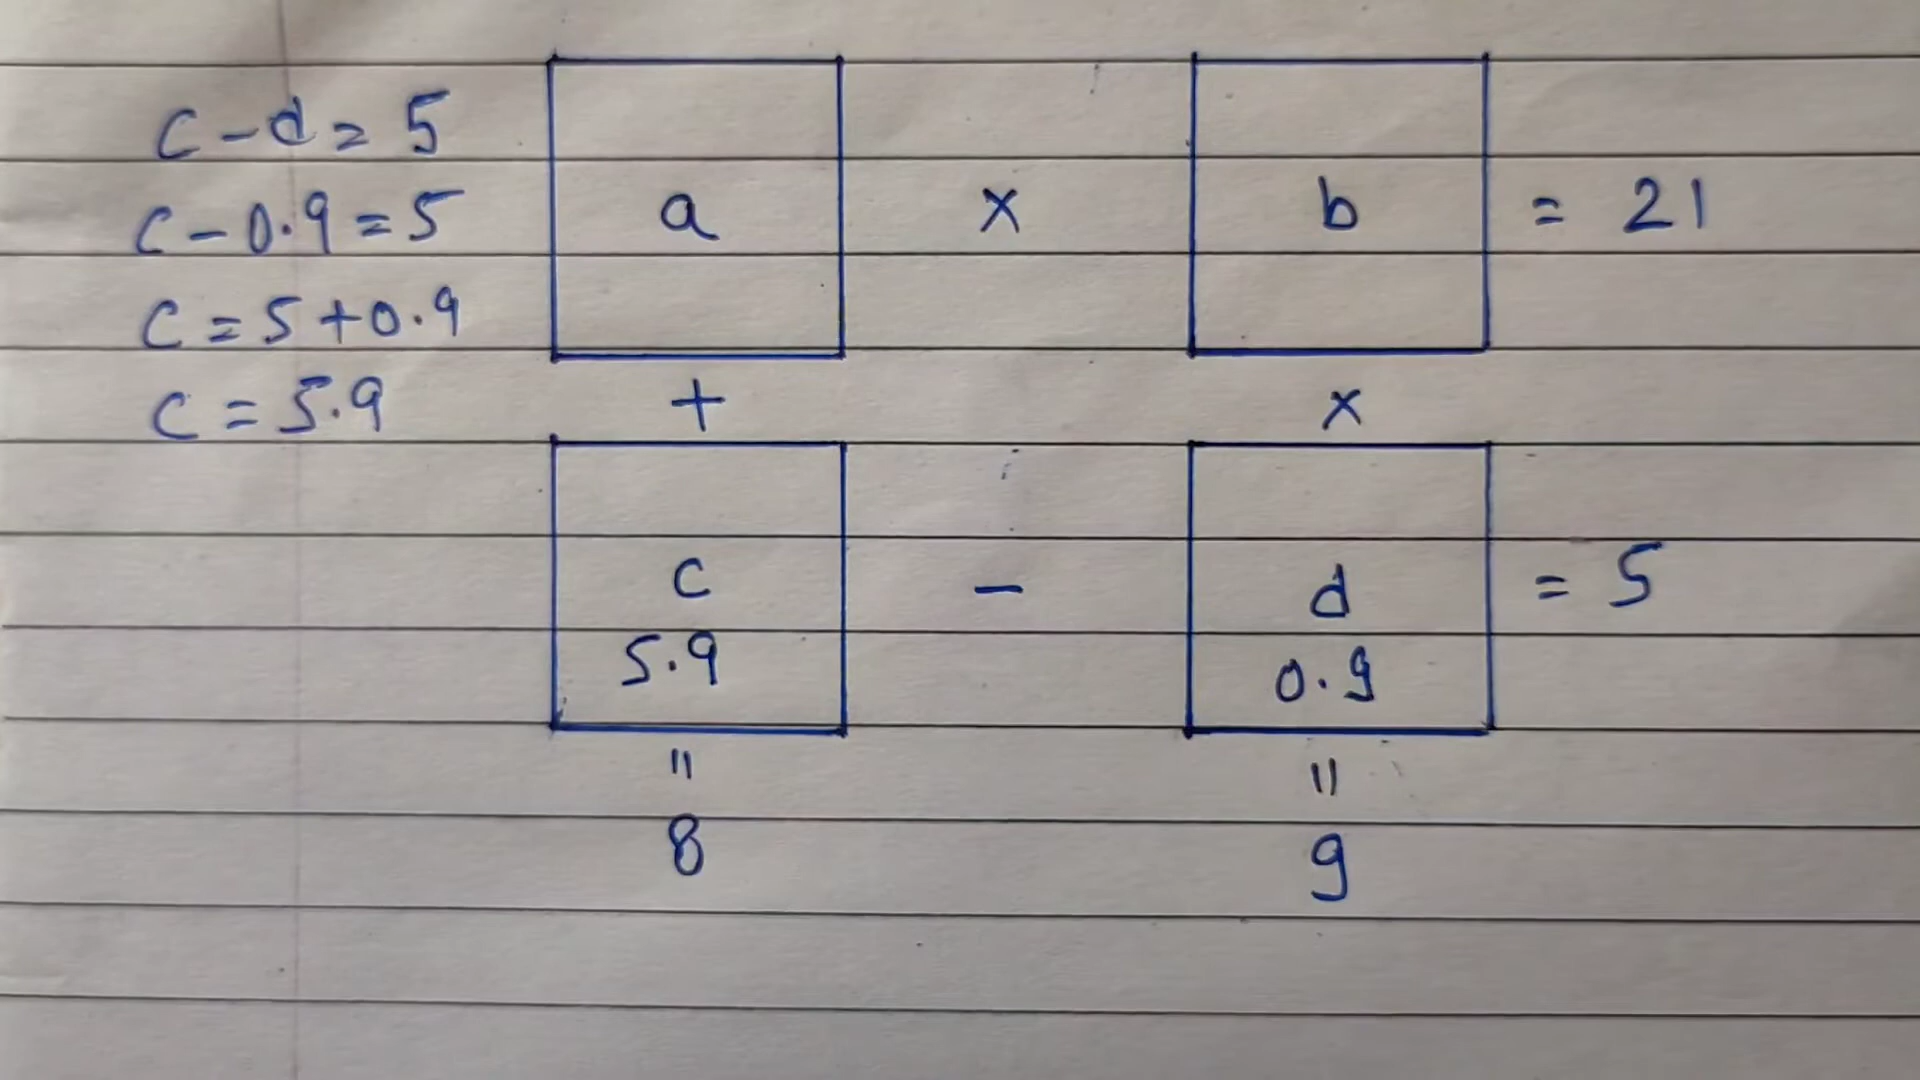 c - d = 5
c - 0.9 = 5
c = 5 + 0.9
c = 5.9
a × b = 21
+ ×
c - d = 5
5.9 0.9
= =
8 9